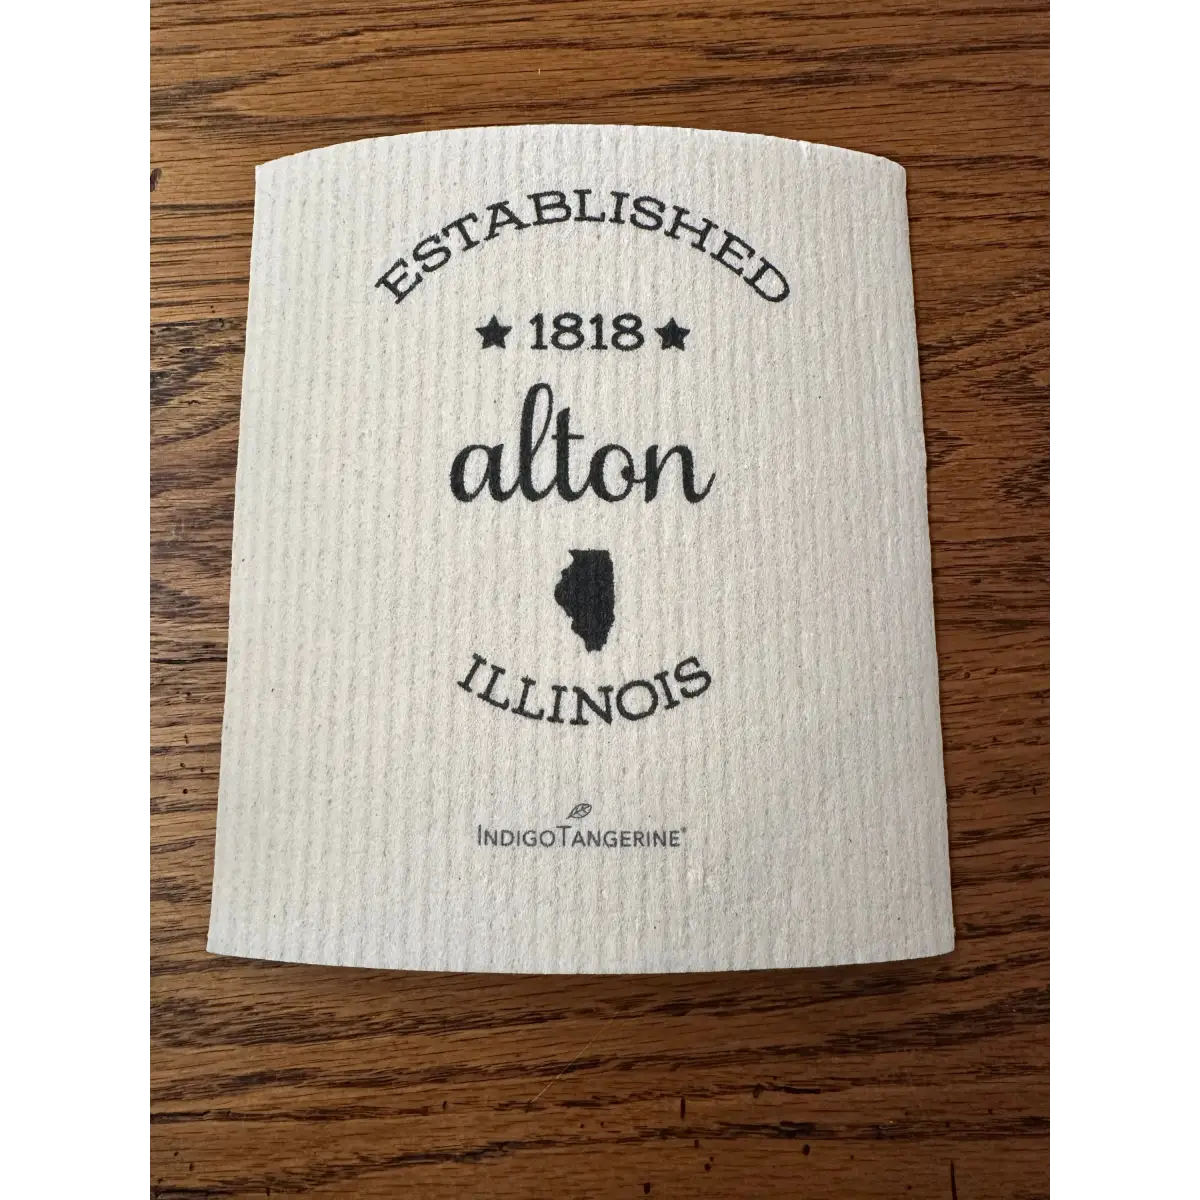 ESTABLISHED
★ 1818 ★
alton
ILLINOIS
INDIGOTANGERINE®